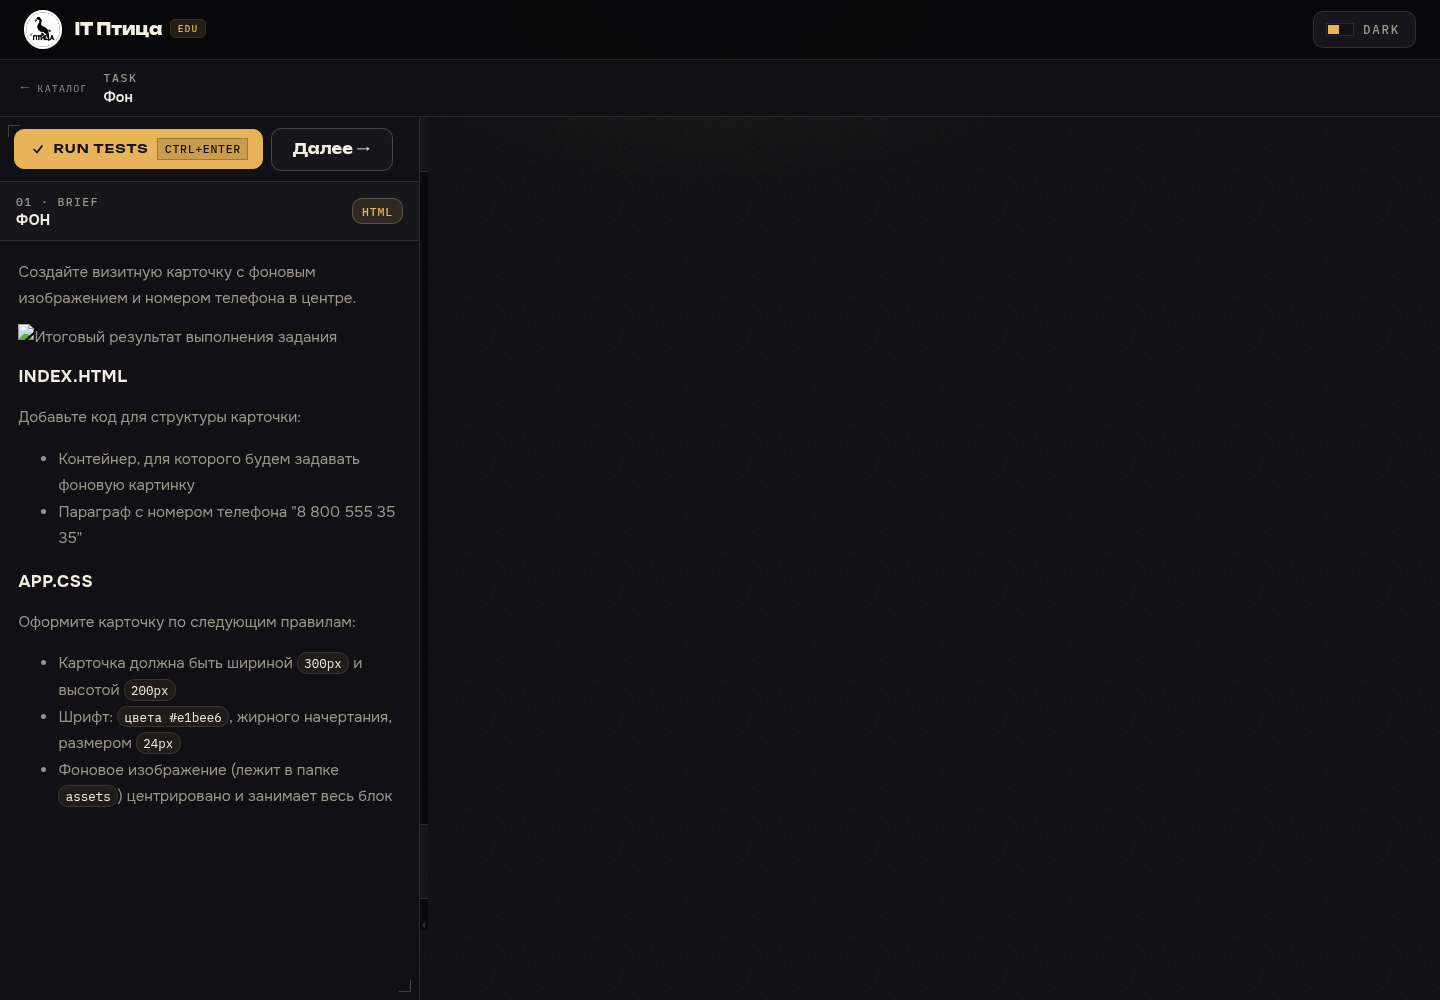 IT Птица EDU
DARK
← КАТАЛОГ
TASK
Фон
RUN TESTS CTRL+ENTER
Далее →
01 · BRIEF
ФОН
HTML
Создайте визитную карточку с фоновым
изображением и номером телефона в центре.
Итоговый результат выполнения задания
INDEX.HTML
Добавьте код для структуры карточки:
Контейнер, для которого будем задавать
фоновую картинку
Параграф с номером телефона "8 800 555 35
35"
APP.CSS
Оформите карточку по следующим правилам:
Карточка должна быть шириной 300px и
высотой 200px
Шрифт: цвета #e1bee6, жирного начертания,
размером 24px
Фоновое изображение (лежит в папке
assets) центрировано и занимает весь блок